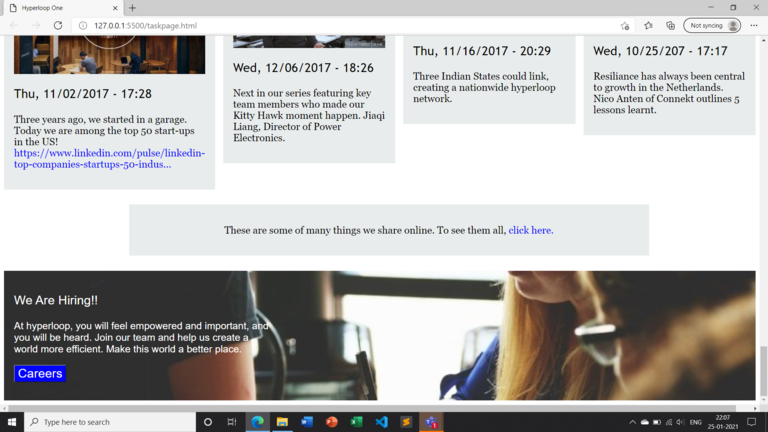 Hyperloop One
127.0.0.1:5500/taskpage.html
Not syncing
Thu, 11/02/2017 - 17:28
Three years ago, we started in a garage.
Today we are among the top 50 start-ups
in the US!
https://www.linkedin.com/pulse/linkedin-
top-companies-startups-50-indus...
Wed, 12/06/2017 - 18:26
Next in our series featuring key
team members who made our
Kitty Hawk moment happen. Jiaqi
Liang, Director of Power
Electronics.
Thu, 11/16/2017 - 20:29
Three Indian States could link,
creating a nationwide hyperloop
network.
Wed, 10/25/207 - 17:17
Resiliance has always been central
to growth in the Netherlands.
Nico Anten of Connekt outlines 5
lessons learnt.
These are some of many things we share online. To see them all, click here.
We Are Hiring!!
At hyperloop, you will feel empowered and important, and
you will be heard. Join our team and help us create a
world more efficient. Make this world a better place.
Careers
Type here to search
ENG
22:07
25-01-2021